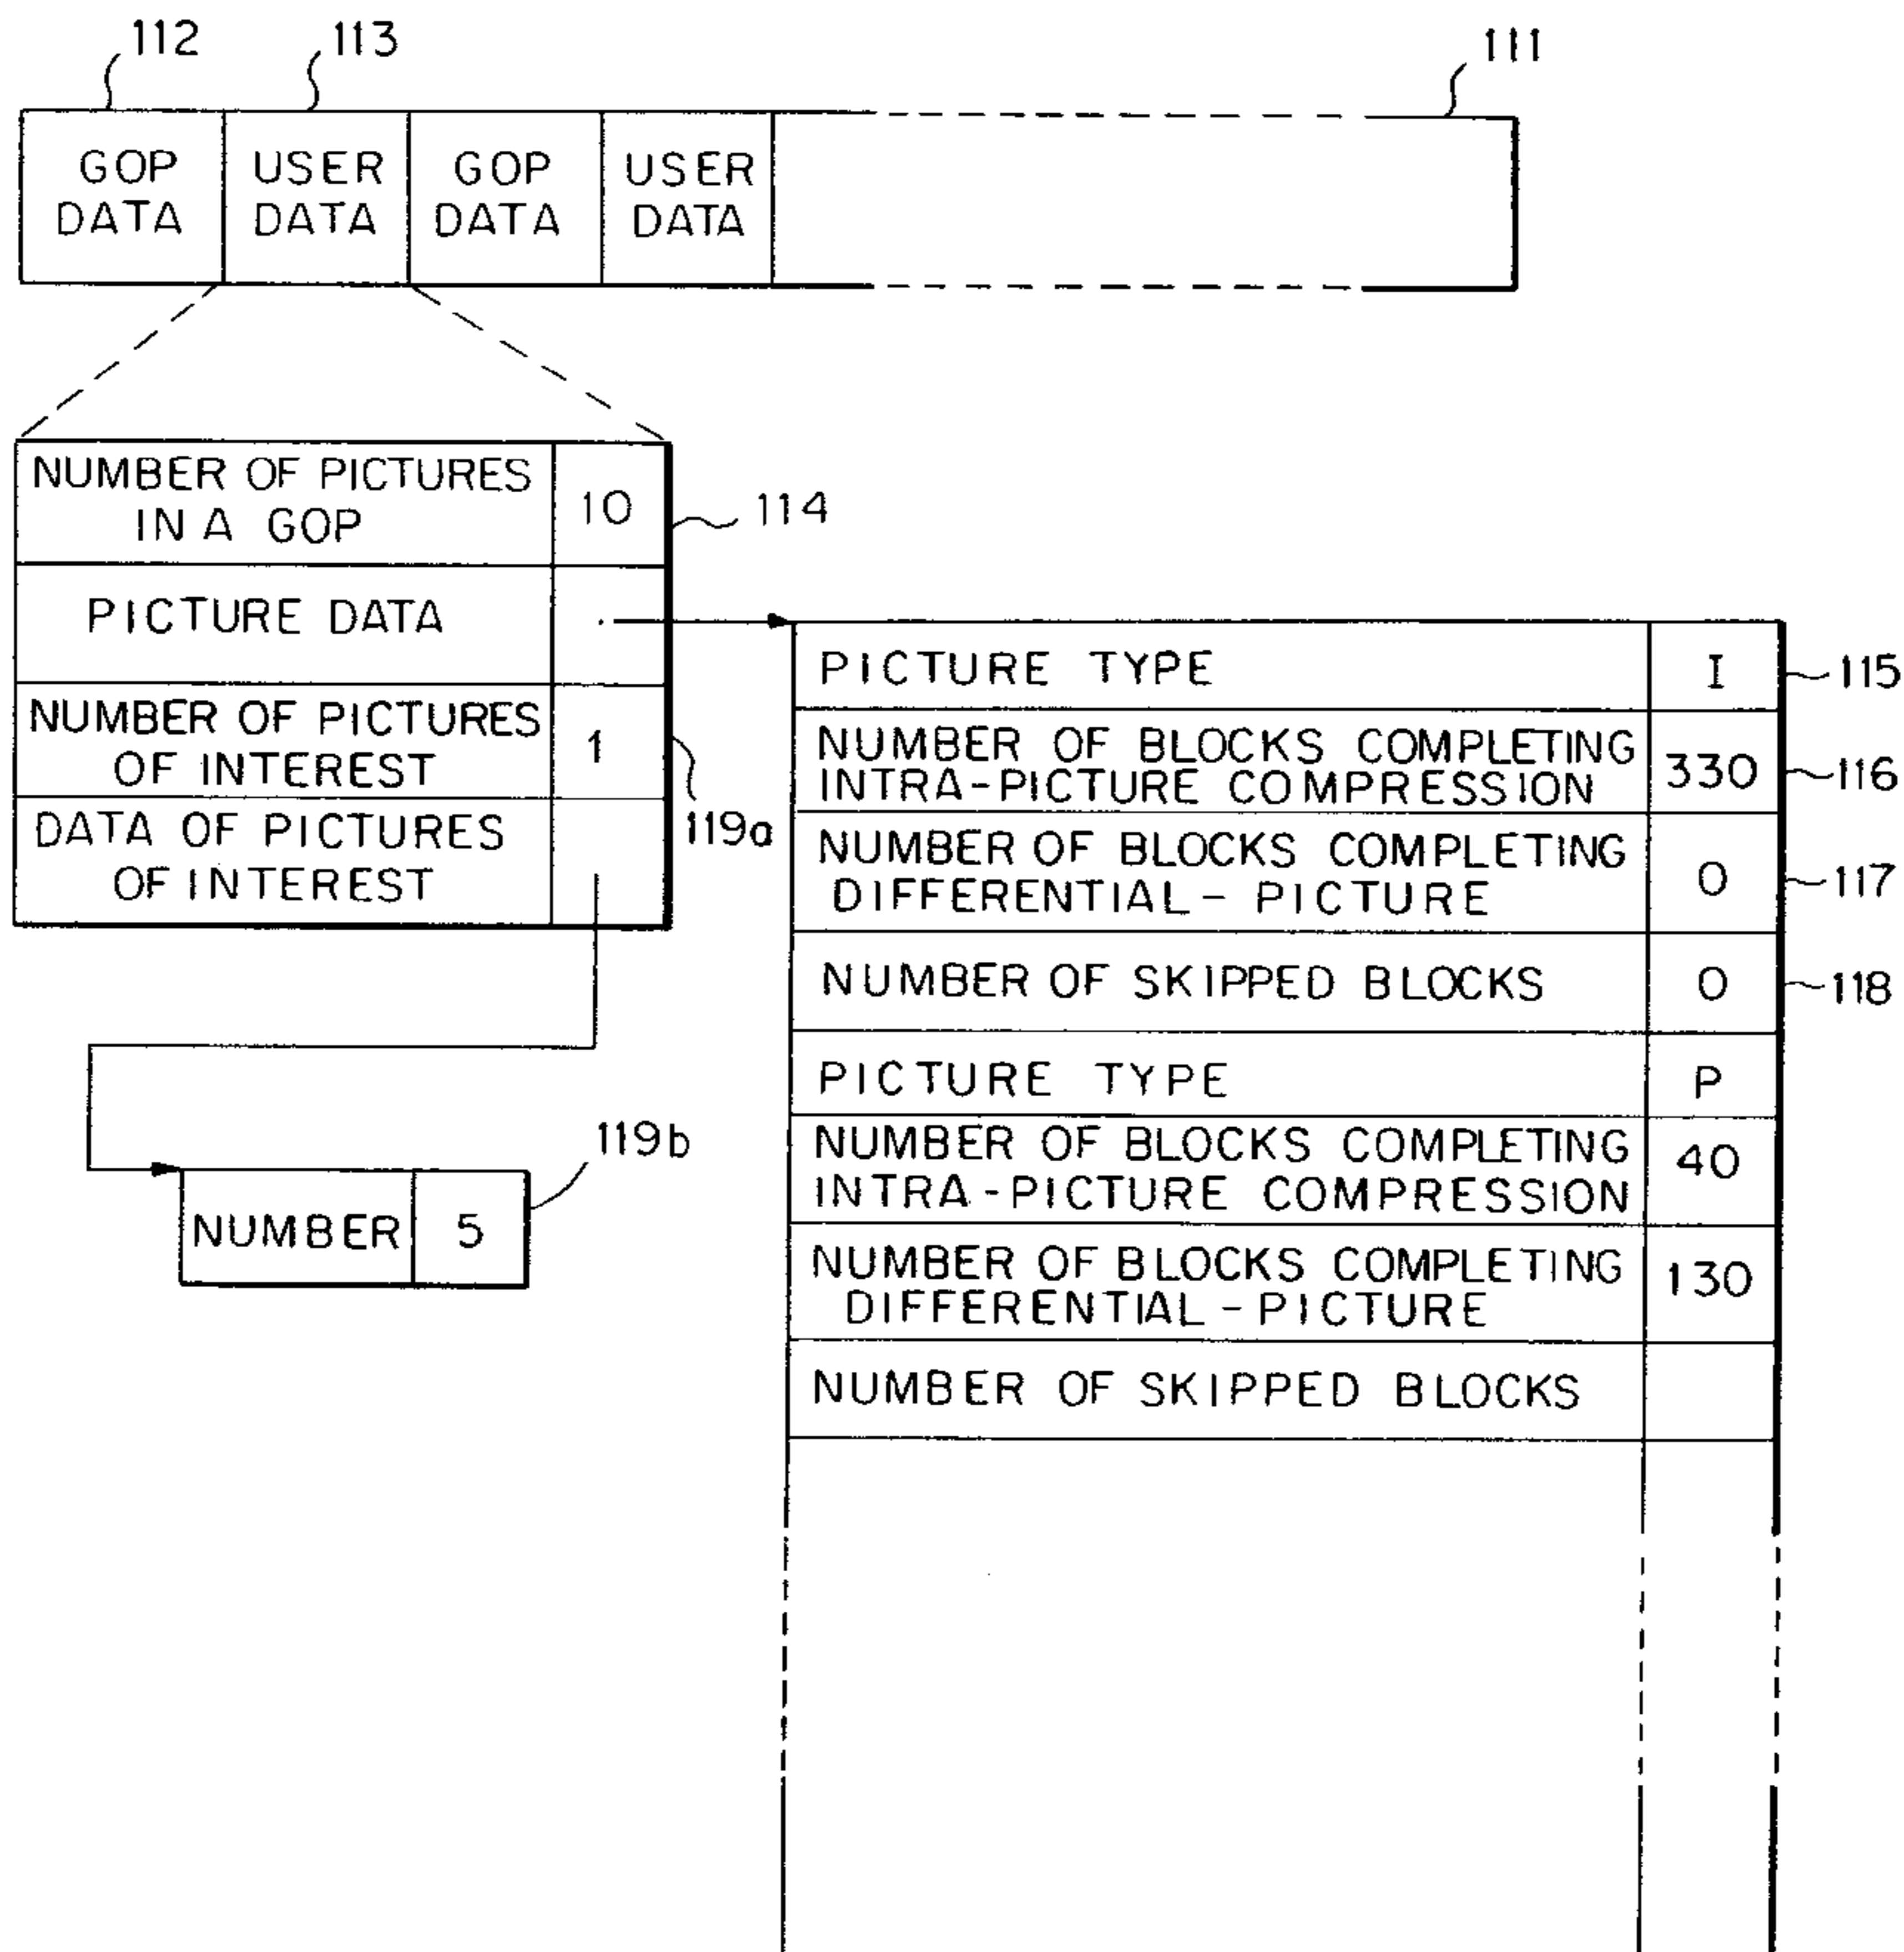 112
113
111
GOP DATA
USER DATA
GOP DATA
USER DATA
NUMBER OF PICTURES
IN A GOP
10
114
PICTURE DATA
NUMBER OF PICTURES
OF INTEREST
1
119a
DATA OF PICTURES
OF INTEREST
NUMBER 5
119b
PICTURE TYPE
I
115
NUMBER OF BLOCKS COMPLETING
INTRA-PICTURE COMPRESSION
330
116
NUMBER OF BLOCKS COMPLETING
DIFFERENTIAL-PICTURE
0
117
NUMBER OF SKIPPED BLOCKS
0
118
PICTURE TYPE
P
NUMBER OF BLOCKS COMPLETING
INTRA-PICTURE COMPRESSION
40
NUMBER OF BLOCKS COMPLETING
DIFFERENTIAL-PICTURE
130
NUMBER OF SKIPPED BLOCKS